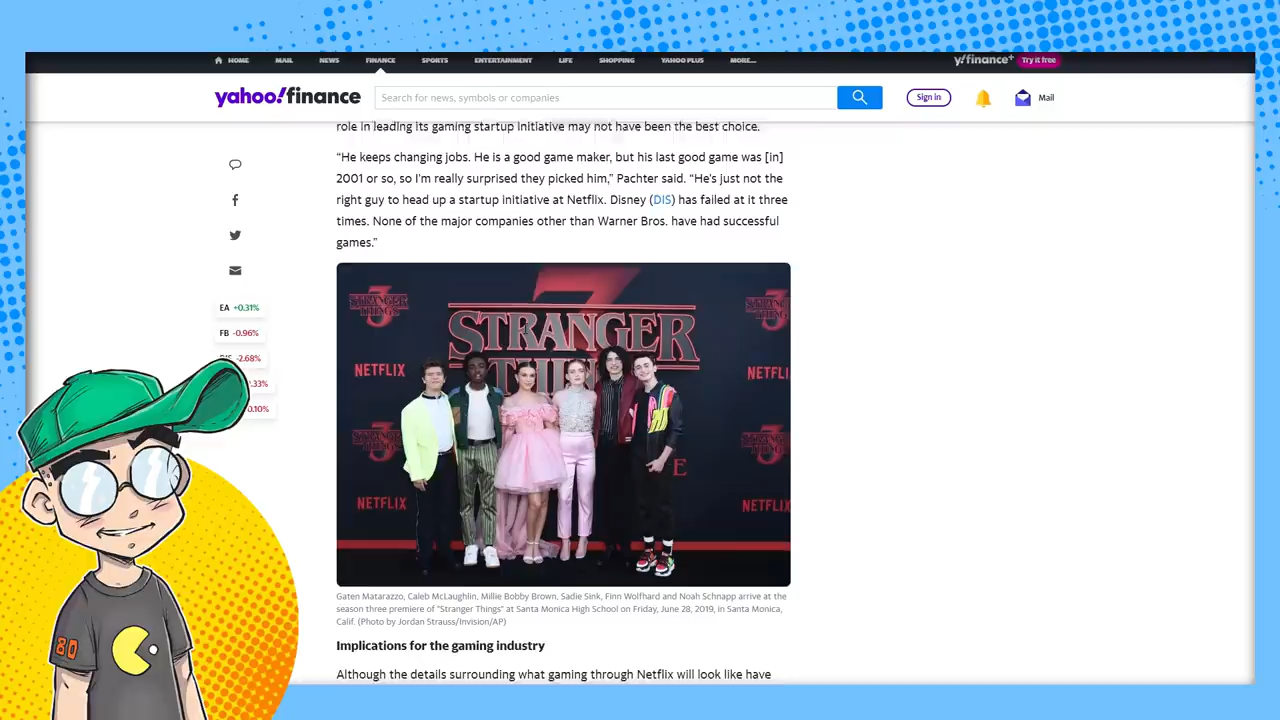 HOME MAIL NEWS FINANCE SPORTS ENTERTAINMENT LIFE SHOPPING YAHOO PLUS MORE...
y!finance+ Try it free
yahoo!finance Search for news, symbols or companies Sign in Mail
role in leading its gaming startup initiative may not have been the best choice.
“He keeps changing jobs. He is a good game maker, but his last good game was [in]
2001 or so, so I'm really surprised they picked him,” Pachter said. “He's just not the
right guy to head up a startup initiative at Netflix. Disney (DIS) has failed at it three
times. None of the major companies other than Warner Bros. have had successful
games.”
EA +0.31%
FB -0.96%
-2.68%
.33%
0.10%
STRANGER THINGS
STRANGER
THIN
NETFLIX
NETFLI
STRANGER THINGS
E
NETFLIX
NETFLIX
Gaten Matarazzo, Caleb McLaughlin, Millie Bobby Brown, Sadie Sink, Finn Wolfhard and Noah Schnapp arrive at the
season three premiere of "Stranger Things" at Santa Monica High School on Friday, June 28, 2019, in Santa Monica,
Calif. (Photo by Jordan Strauss/Invision/AP)
Implications for the gaming industry
Although the details surrounding what gaming through Netflix will look like have
80